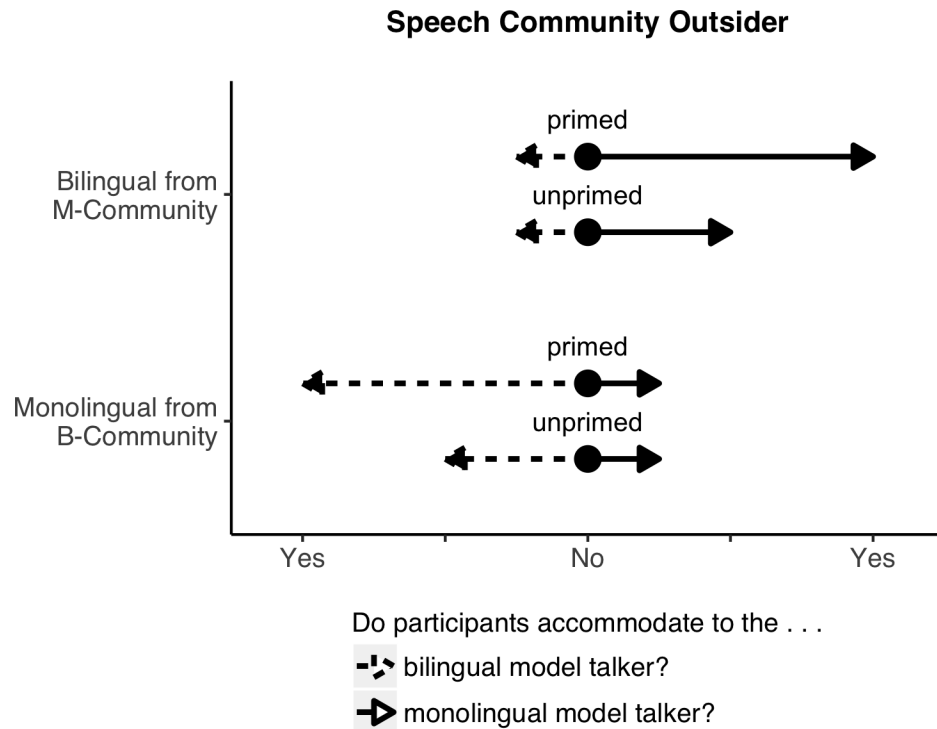 Speech Community Outsider
primed
Bilingual from
M-Community
unprimed
primed
Monolingual from
B-Community
unprimed
Yes
No
Yes
Do participants accommodate to the . . .
bilingual model talker?
monolingual model talker?